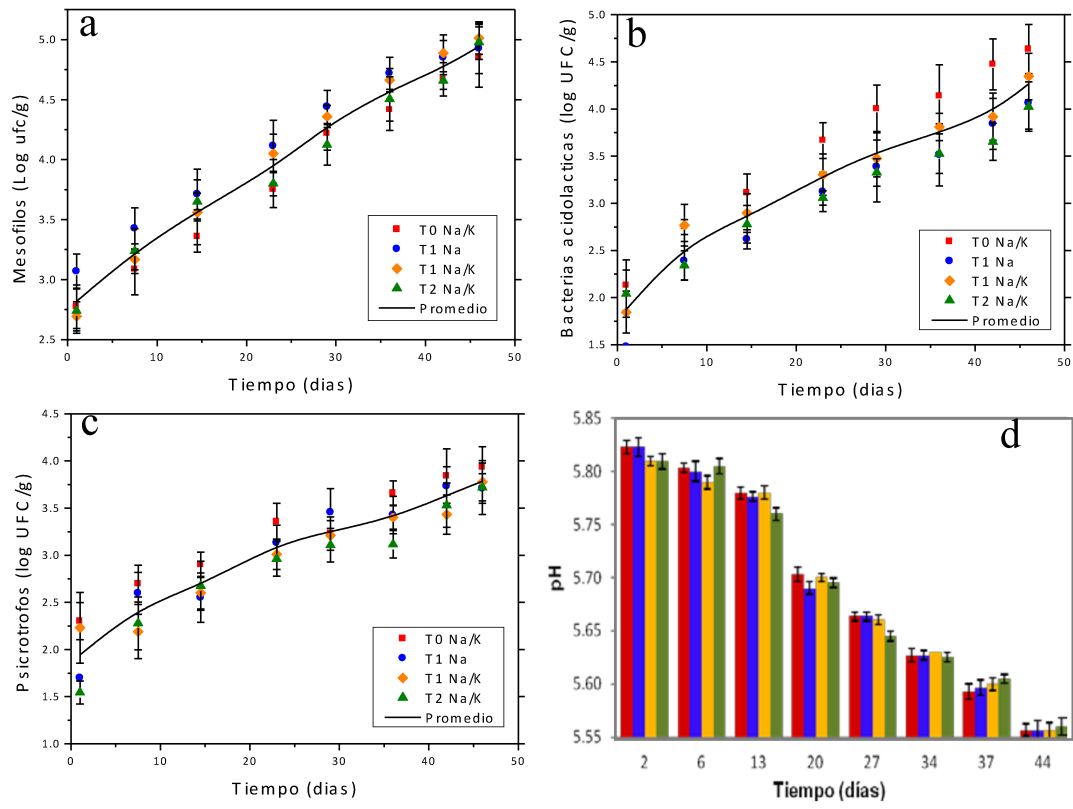 a
Mesofilos (Log ufc/g)
5.0
4.5
4.0
3.5
3.0
2.5
0 10 20 30 40 50
Tiempo (dias)
T0 Na/K
T1 Na
T1 Na/K
T2 Na/K
Promedio
b
Bacterias acidolacticas (log UFC/g)
5.0
4.5
4.0
3.5
3.0
2.5
2.0
1.5
0 10 20 30 40 50
Tiempo (dias)
T0 Na/K
T1 Na
T1 Na/K
T2 Na/K
Promedio
c
Psicrotrofos (log UFC/g)
4.5
4.0
3.5
3.0
2.5
2.0
1.5
1.0
0 10 20 30 40 50
Tiempo (dias)
T0 Na/K
T1 Na
T1 Na/K
T2 Na/K
Promedio
d
pH
5.85
5.80
5.75
5.70
5.65
5.60
5.55
2 6 13 20 27 34 37 44
Tiempo (días)